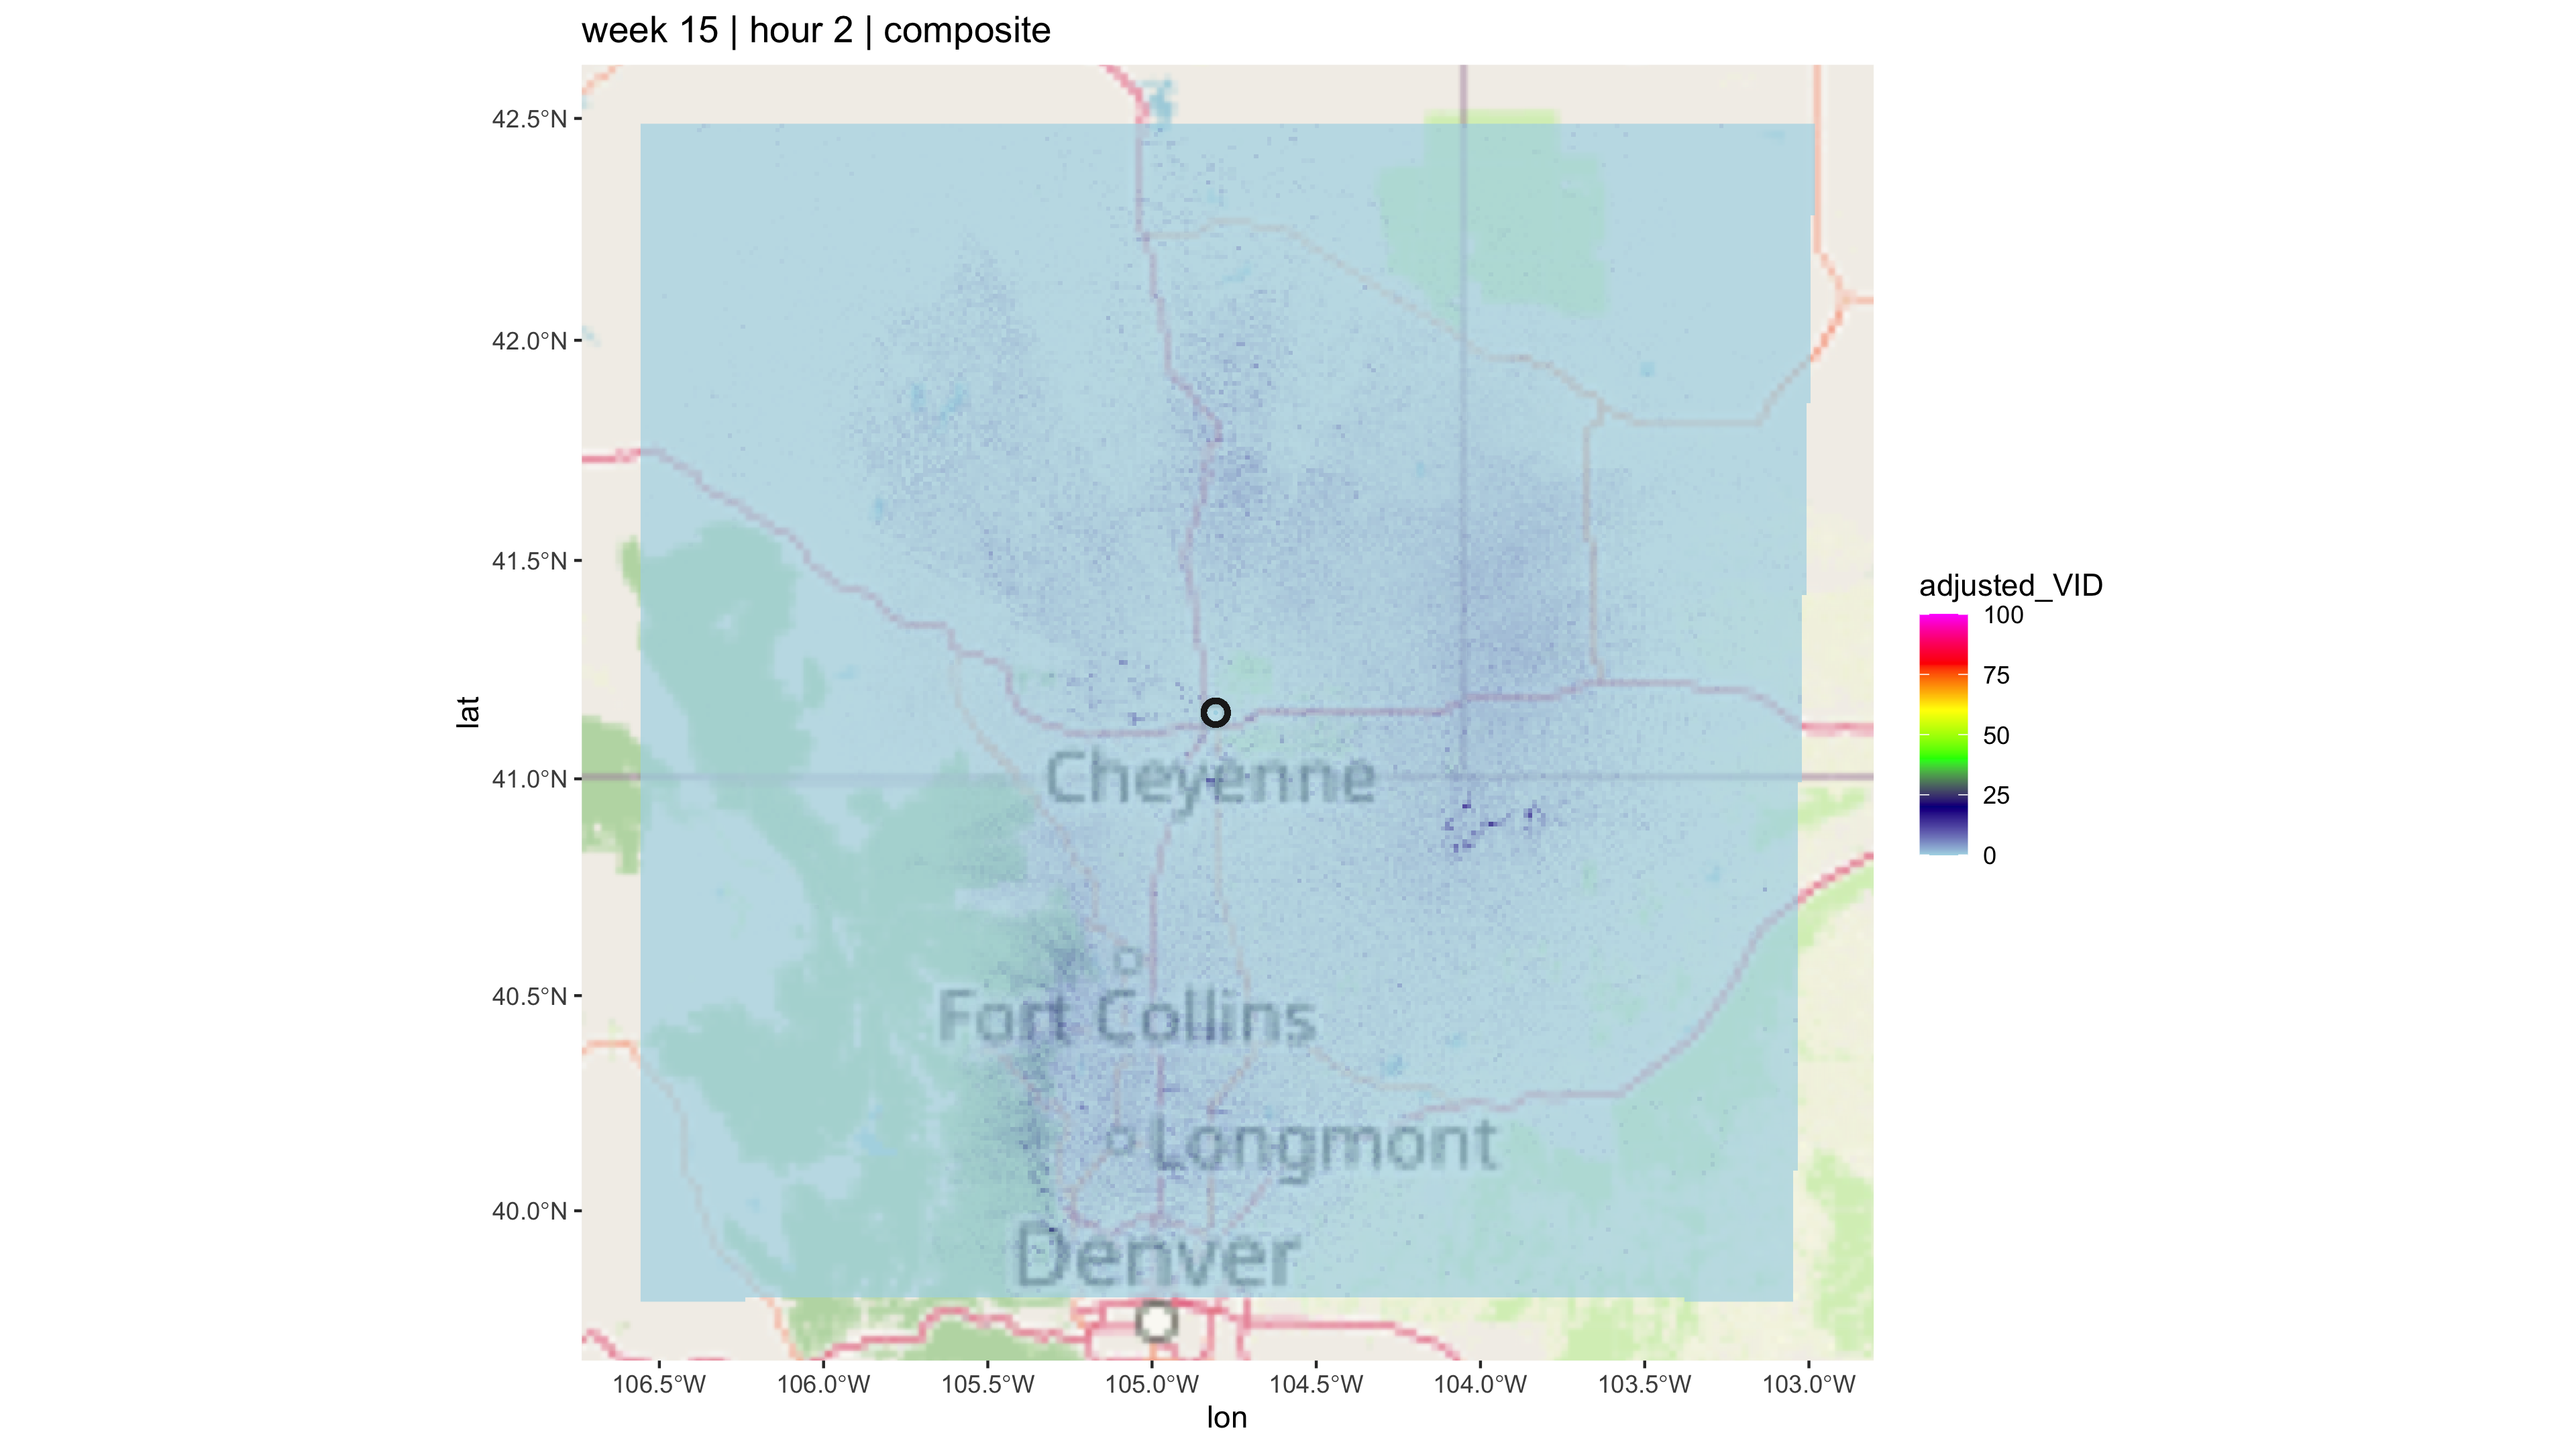 week 15 | hour 2 | composite
42.5°N
42.0°N
41.5°N
41.0°N
40.5°N
40.0°N
lat
Cheyenne
Fort Collins
Longmont
Denver
106.5°W 106.0°W 105.5°W 105.0°W 104.5°W 104.0°W 103.5°W 103.0°W
lon
adjusted_VID
100
75
50
25
0